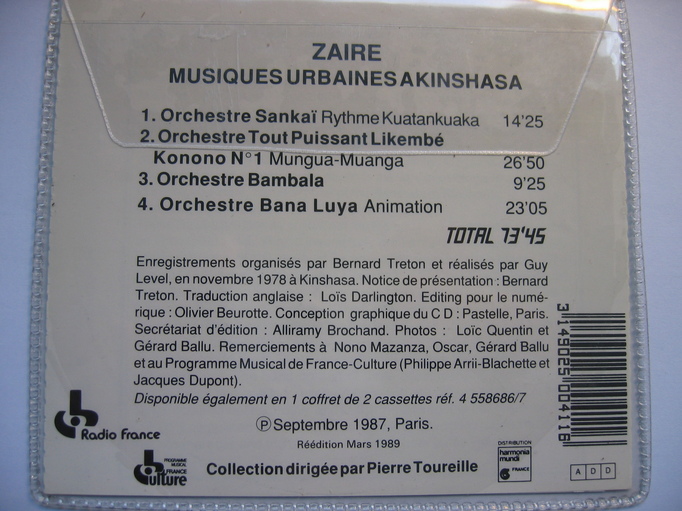 ZAIRE
MUSIQUES URBAINES A KINSHASA
1. Orchestre Sankaï Rythme Kuatankuaka 14'25
2. Orchestre Tout Puissant Likembé
Konono N°1 Mungua-Muanga 26'50
3. Orchestre Bambala 9'25
4. Orchestre Bana Luya Animation 23'05
TOTAL 73'45
Enregistrements organisés par Bernard Treton et réalisés par Guy
Level, en novembre 1978 à Kinshasa. Notice de présentation : Bernard
Treton. Traduction anglaise : Loïs Darlington. Editing pour le numé-
rique : Olivier Beurotte. Conception graphique du C D : Pastelle, Paris.
Secrétariat d'édition : Alliramy Brochand. Photos : Loïc Quentin et
Gérard Ballu. Remerciements à Nono Mazanza, Oscar, Gérard Ballu
et au Programme Musical de France-Culture (Philippe Arrii-Blachette et
Jacques Dupont).
Disponible également en 1 coffret de 2 cassettes réf. 4 558686/7
Ⓟ Septembre 1987, Paris.
Réédition Mars 1989
Radio france
PROGRAMME
MUSICAL
FRANCE
culture
Collection dirigée par Pierre Toureille
DISTRIBUTION
harmonia
mundi
FRANCE
A D D
3 149025 004116